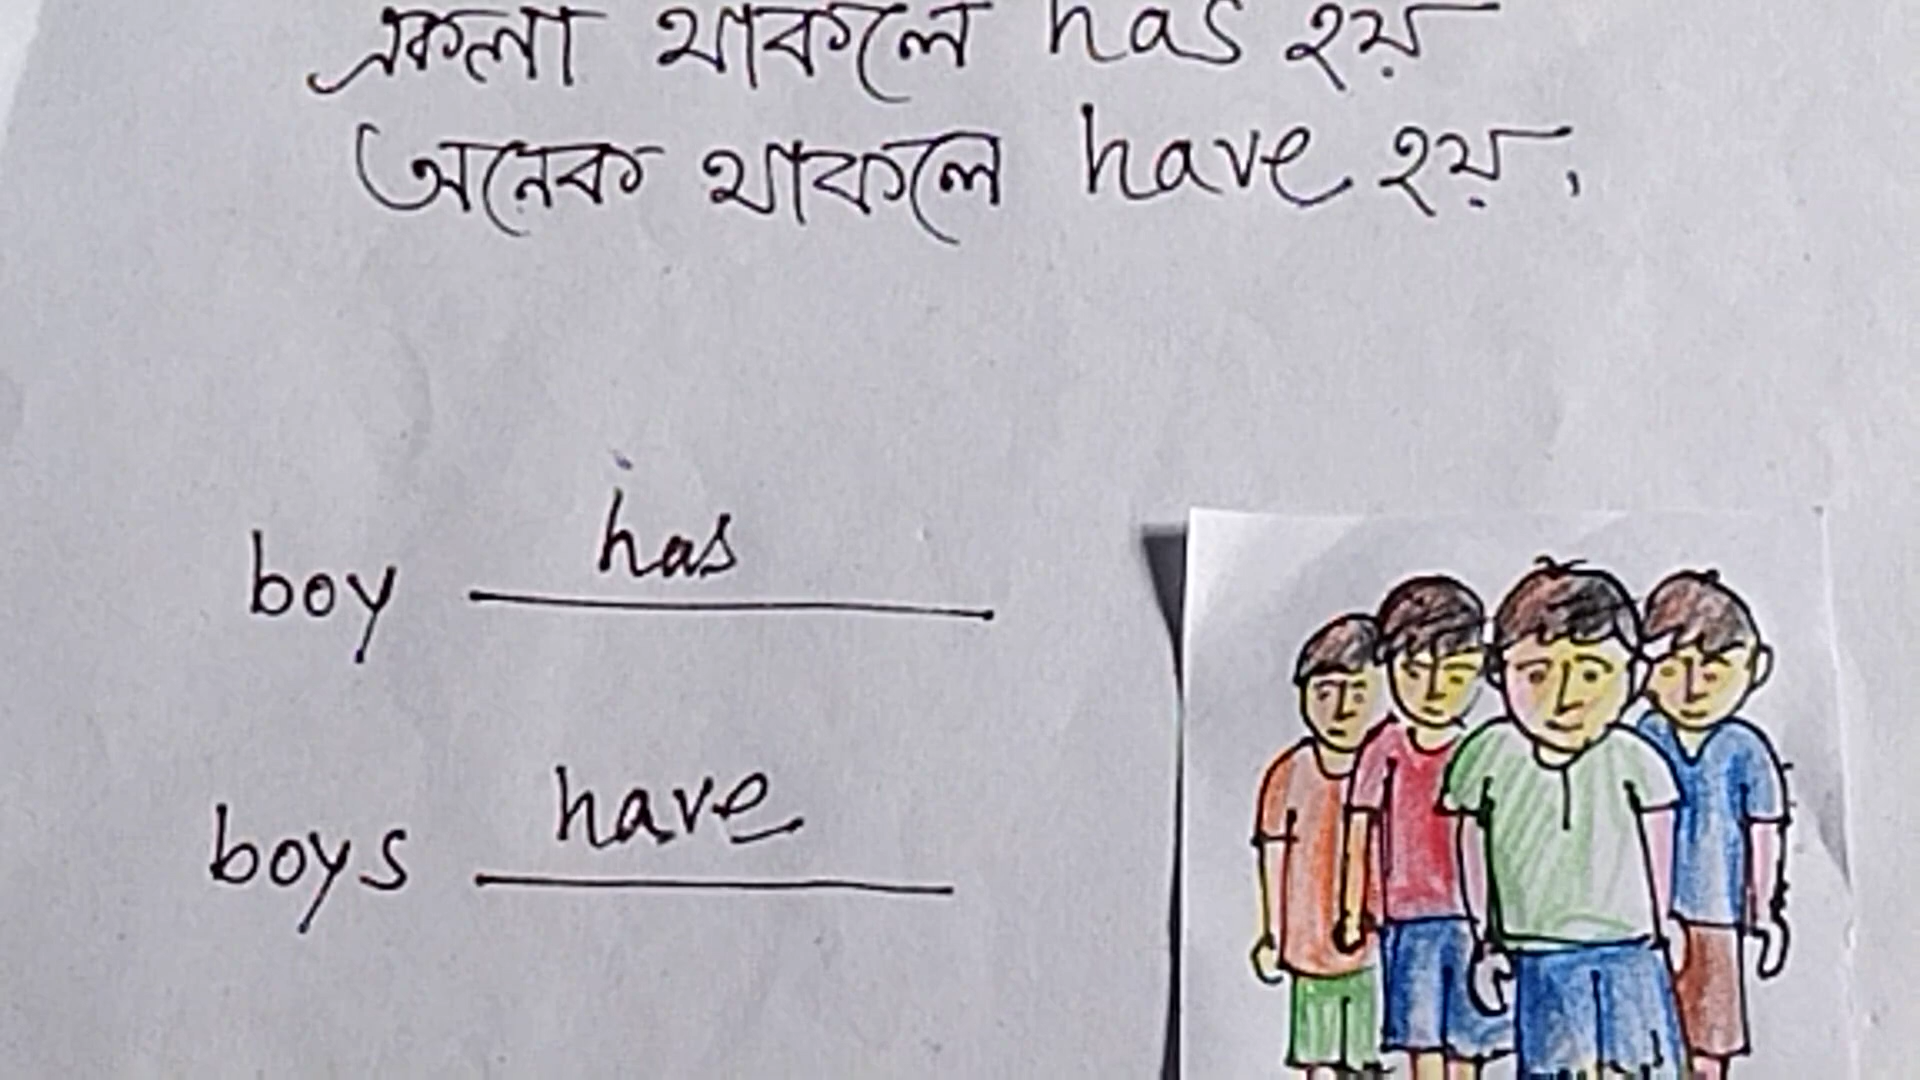 একলা থাকলে has হয়
অনেক থাকলে have হয়.
boy has
boys have